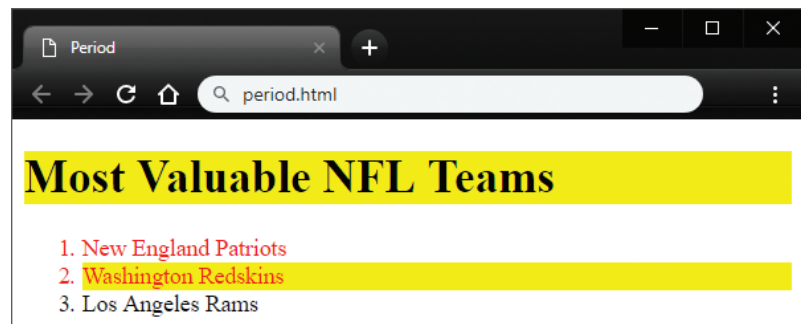 Period
period.html
Most Valuable NFL Teams
1. New England Patriots
2. Washington Redskins
3. Los Angeles Rams